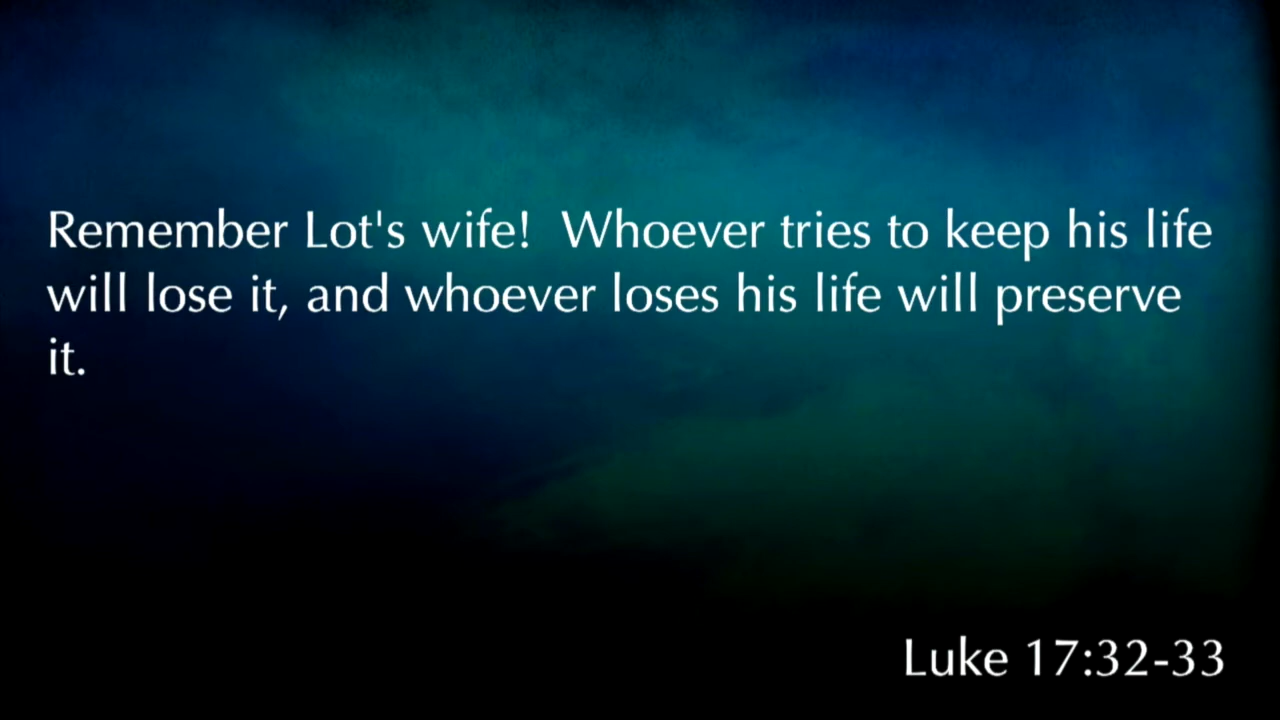 Remember Lot's wife!  Whoever tries to keep his life
will lose it, and whoever loses his life will preserve
it.
Luke 17:32-33